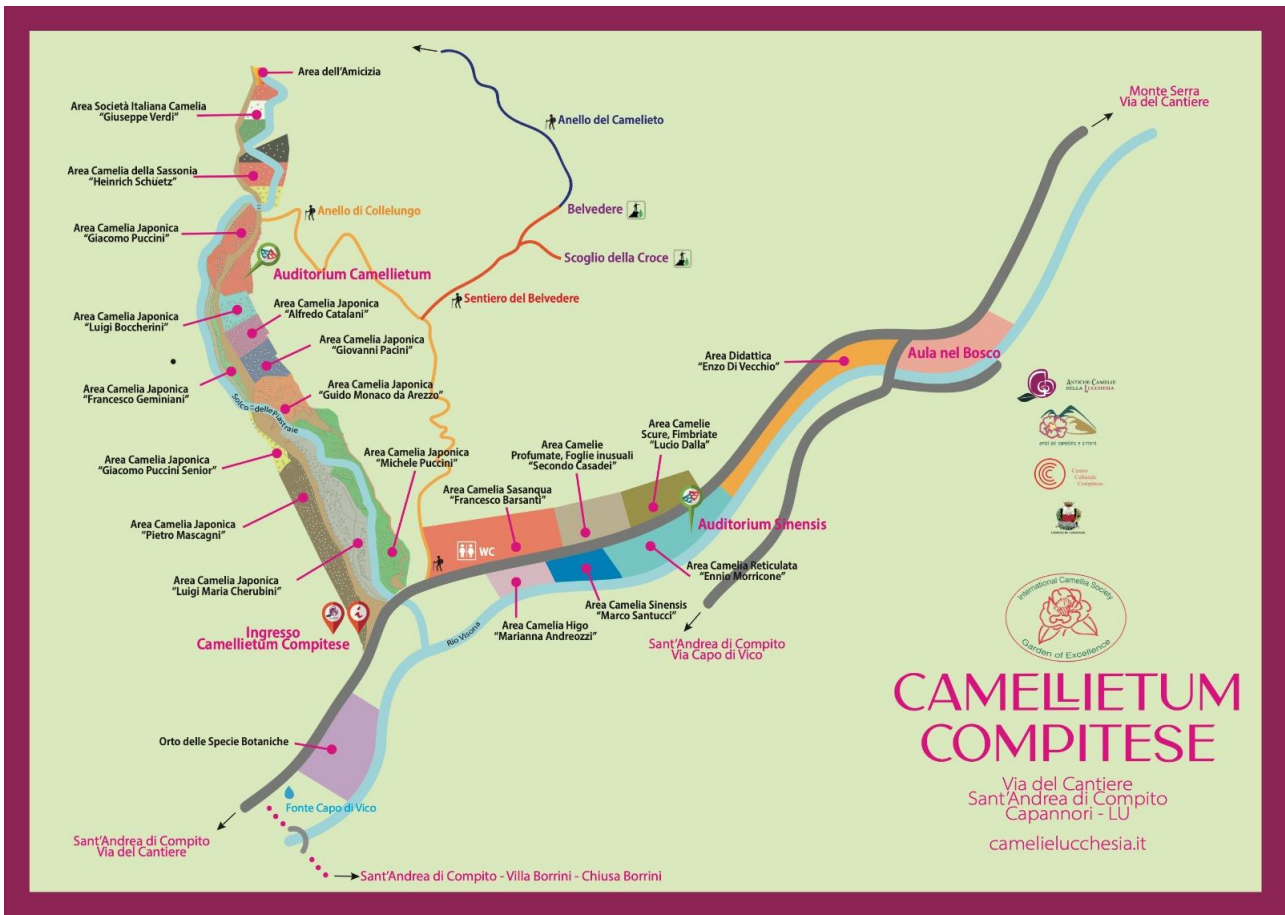 Area dell'Amicizia
Area Società Italiana Camelia
"Giuseppe Verdi"
Area Camelia della Sassonia
"Heinrich Schüetz"
Area Camelia Japonica
"Giacomo Puccini"
Auditorium Camellietum
Area Camelia Japonica
"Luigi Boccherini"
Area Camelia Japonica
"Alfredo Catalani"
Area Camelia Japonica
"Giovanni Pacini"
Area Camelia Japonica
"Francesco Geminiani"
Area Camelia Japonica
"Guido Monaco da Arezzo"
Solco delle Piastraie
Area Camelia Japonica
"Giacomo Puccini Senior"
Area Camelia Japonica
"Michele Puccini"
Area Camelia Japonica
"Pietro Mascagni"
Area Camelia Japonica
"Luigi Maria Cherubini"
Ingresso
Camellietum Compitese
Anello del Camelieto
Anello di Collelungo
Belvedere
Scoglio della Croce
Sentiero del Belvedere
Monte Serra
Via del Cantiere
Area Didattica
"Enzo Di Vecchio"
Aula nel Bosco
Area Camelie
Scure, Fimbriate
"Lucio Dalla"
Area Camelie
Profumate, Foglie inusuali
"Secondo Casadei"
Area Camelia Sasanqua
"Francesco Barsanti"
WC
Auditorium Sinensis
Area Camelia Reticulata
"Ennio Morricone"
Area Camelia Sinensis
"Marco Santucci"
Area Camelia Higo
"Marianna Andreozzi"
Rio Visona
Sant'Andrea di Compito
Via Capo di Vico
Orto delle Specie Botaniche
Fonte Capo di Vico
Sant'Andrea di Compito
Via del Cantiere
Sant'Andrea di Compito - Villa Borrini - Chiusa Borrini
Antiche Camelie
della Lucchesia
Centro
Culturale
Compitese
International Camellia Society
Garden of Excellence
CAMELLIETUM
COMPITESE
Via del Cantiere
Sant'Andrea di Compito
Capannori - LU
camelielucchesia.it